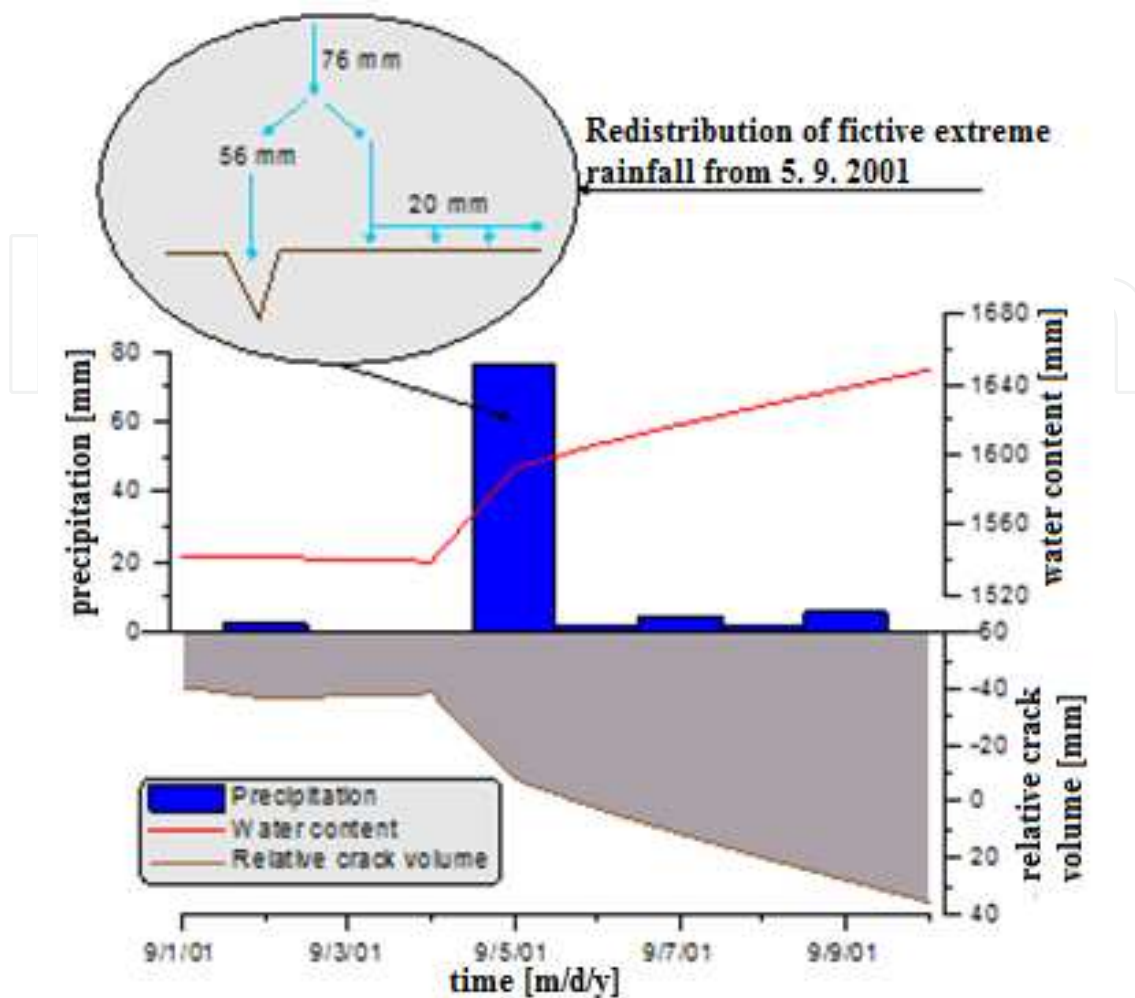 76 mm
56 mm
20 mm
Redistribution of fictive extreme
rainfall from 5. 9. 2001
precipitation [mm]
80
60
40
20
0
water content [mm]
1680
1640
1600
1560
1520
60
-40
-20
0
20
40
relative crack
volume [mm]
Precipitation
Water content
Relative crack volume
9/1/01
9/3/01
9/5/01
9/7/01
9/9/01
time [m/d/y]